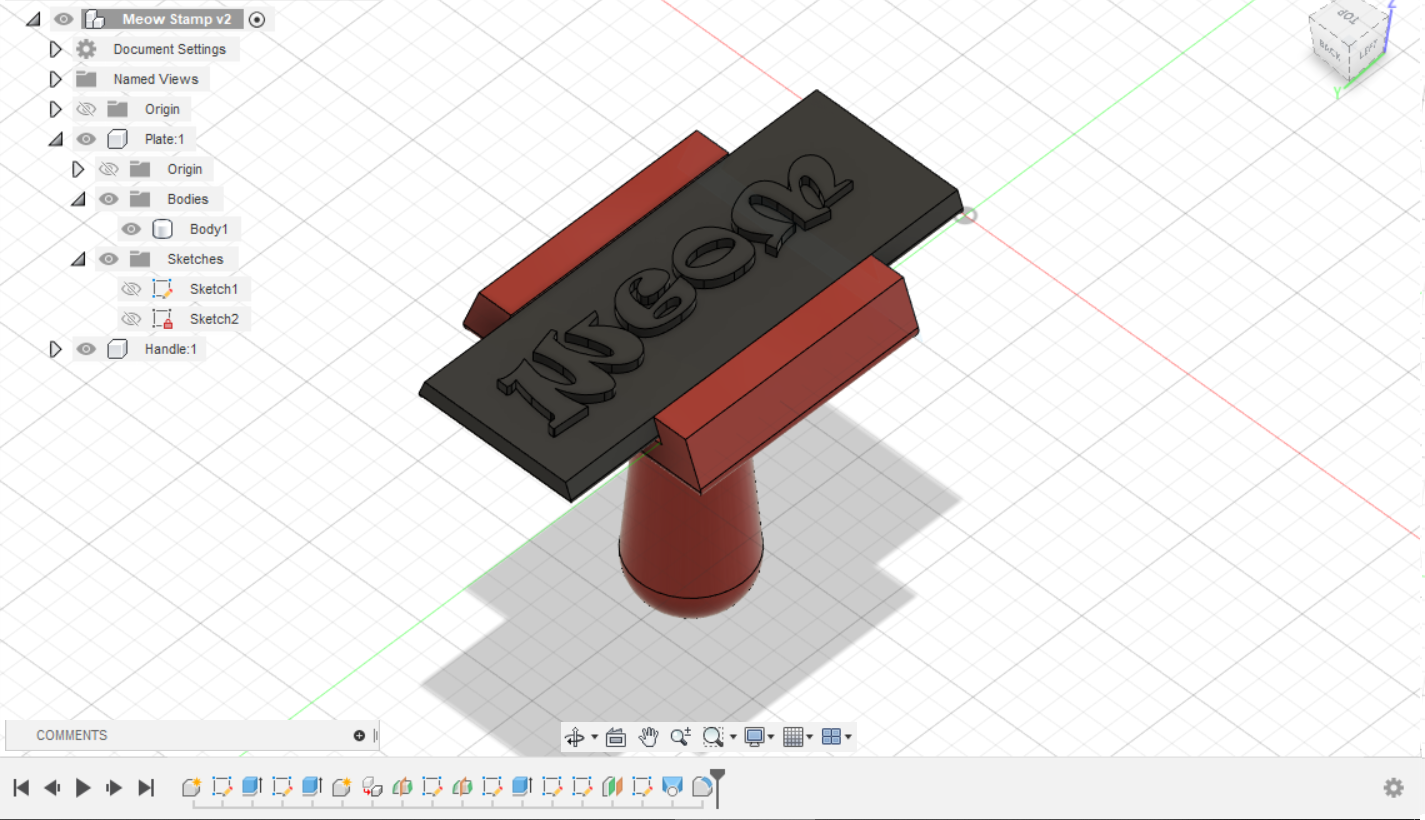 Meow Stamp v2
Document Settings
Named Views
Origin
Plate:1
Origin
Bodies
Body1
Sketches
Sketch1
Sketch2
Handle:1
Meow
Z
TOP
BACK
LEFT
Y
COMMENTS